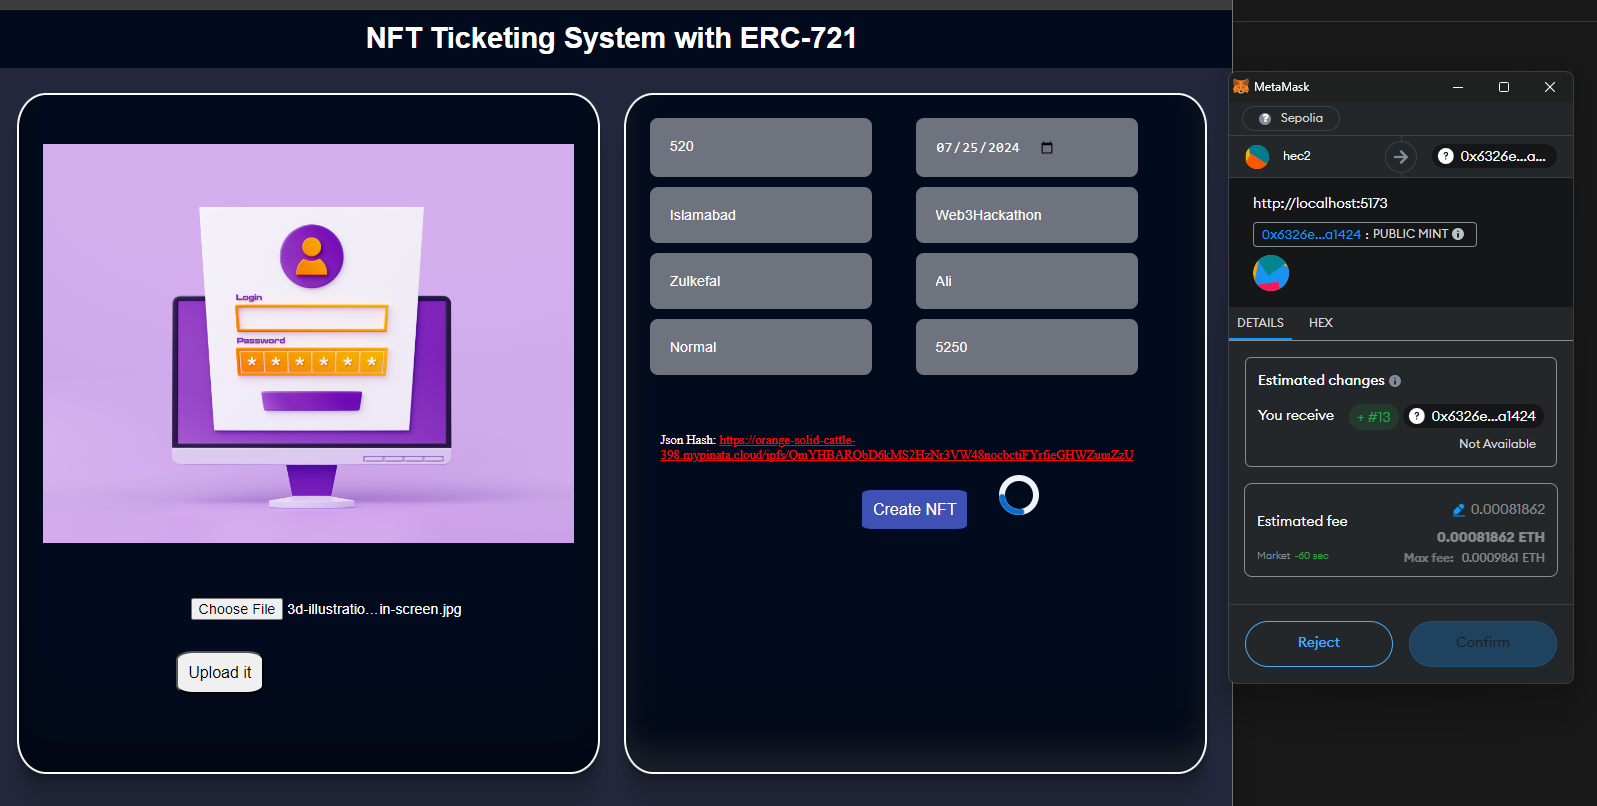 NFT Ticketing System with ERC-721
Login
Password
* * * * * *
Choose File 3d-illustratio…in-screen.jpg
Upload it
520
07/25/2024
Islamabad
Web3Hackathon
Zulkefal
Ali
Normal
5250
Json Hash: https://orange-solid-cattle-
398.mypinata.cloud/ipfs/QmYHBARQbD6kMS2HzNr3VW48nocbctiFYrfieGHWZumZzU
Create NFT
MetaMask
Sepolia
hec2
0x6326e...a...
http://localhost:5173
0x6326e...a1424 : PUBLIC MINT
DETAILS HEX
Estimated changes
You receive + #13 0x6326e...a1424
Not Available
Estimated fee
0.00081862
0.00081862 ETH
Market ~60 sec
Max fee: 0.0009861 ETH
Reject
Confirm